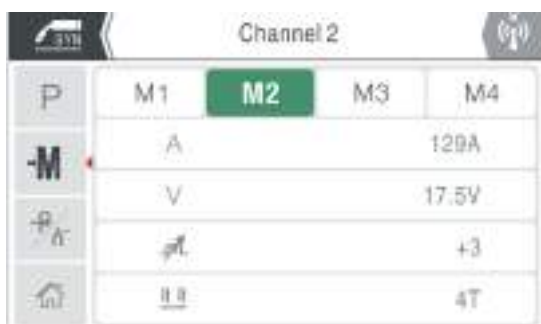 SYN Channel 2
P M1 M2 M3 M4
A 129A
-M
V 17.5V
+3
4T